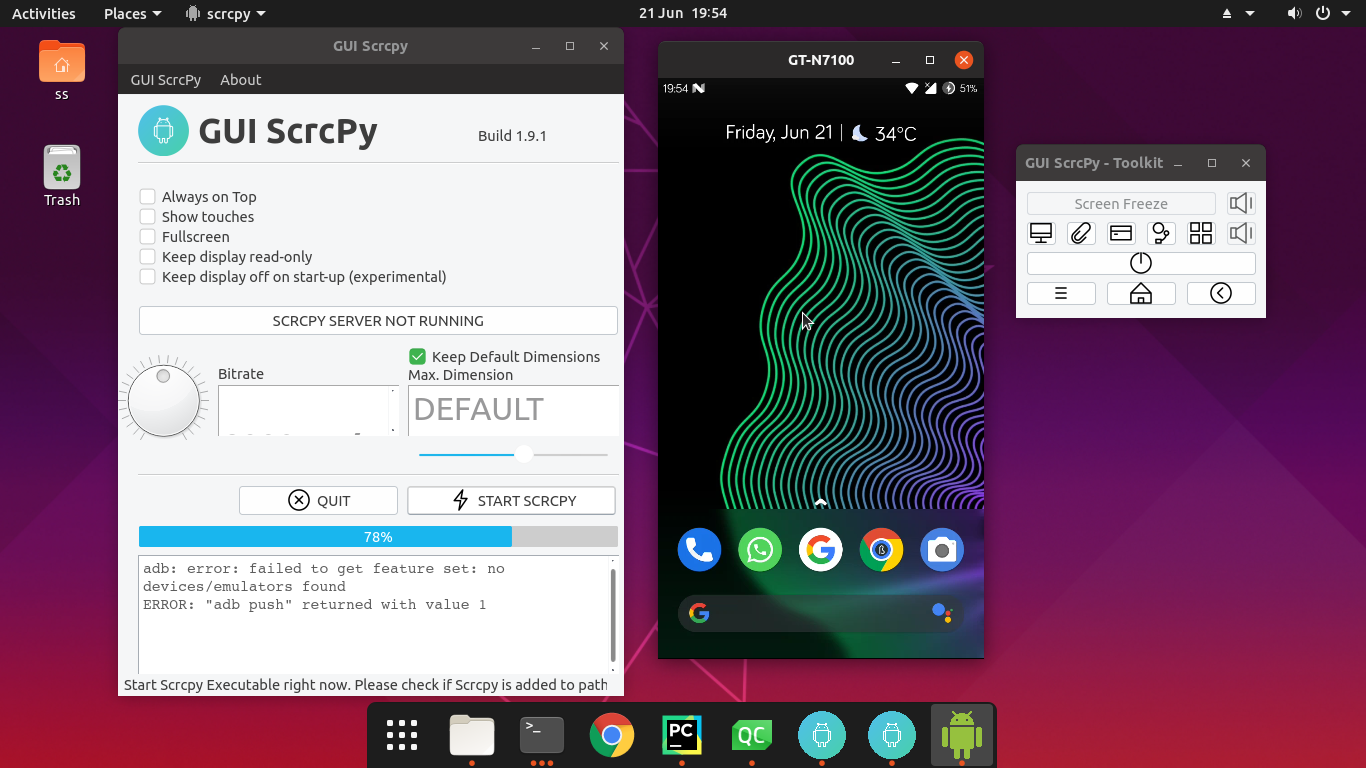 Activities
Places
scrcpy
21 Jun 19:54
ss
Trash
GUI Scrcpy
GUI ScrcPy
About
GUI ScrcPy
Build 1.9.1
Always on Top
Show touches
Fullscreen
Keep display read-only
Keep display off on start-up (experimental)
SCRCPY SERVER NOT RUNNING
Bitrate
Keep Default Dimensions
Max. Dimension
DEFAULT
QUIT
START SCRCPY
78%
adb: error: failed to get feature set: no
devices/emulators found
ERROR: "adb push" returned with value 1
Start Scrcpy Executable right now. Please check if Scrcpy is added to path
GT-N7100
19:54
51%
Friday, Jun 21 | 34°C
GUI ScrcPy - Toolkit
Screen Freeze
>_
PC
QC